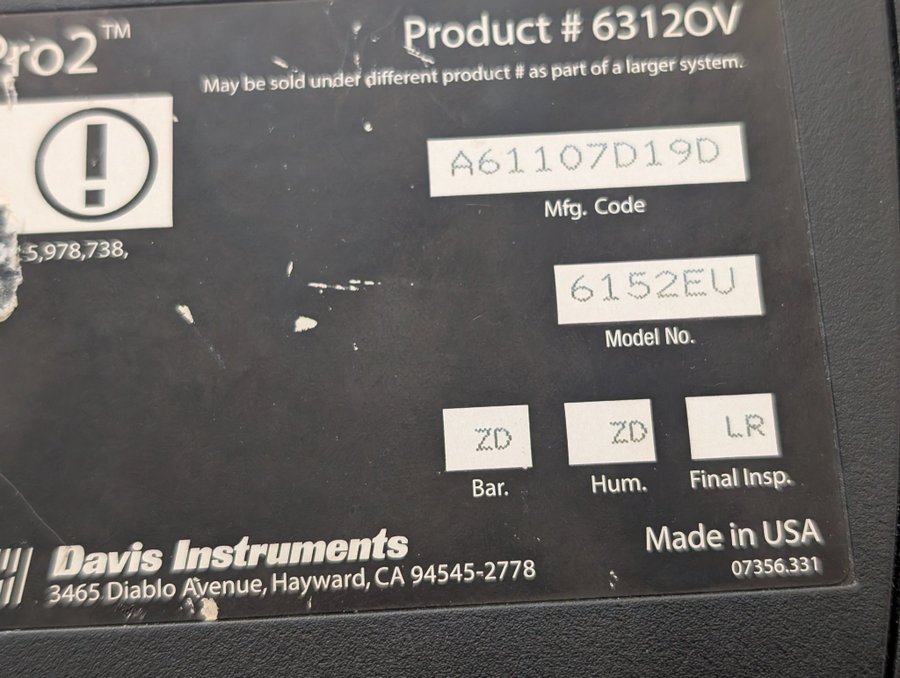 ro2™
Product # 6312OV
May be sold under different product # as part of a larger system.
A61107D19D
Mfg. Code
5,978,738,
6152EU
Model No.
ZD
ZD
LR
Bar.
Hum.
Final Insp.
Davis Instruments
3465 Diablo Avenue, Hayward, CA 94545-2778
Made in USA
07356.331